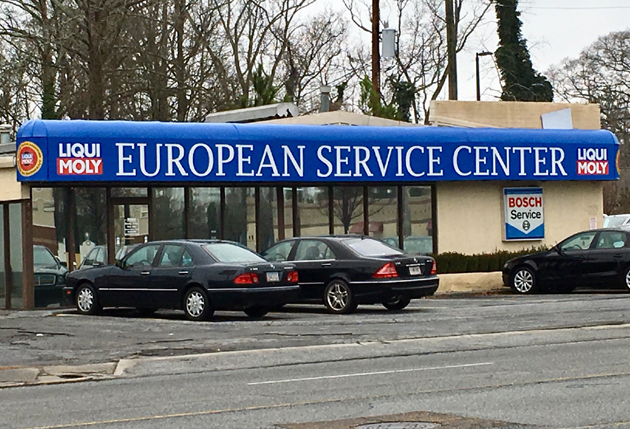 LIQUI MOLY
EUROPEAN SERVICE CENTER
LIQUI MOLY
BOSCH
Service